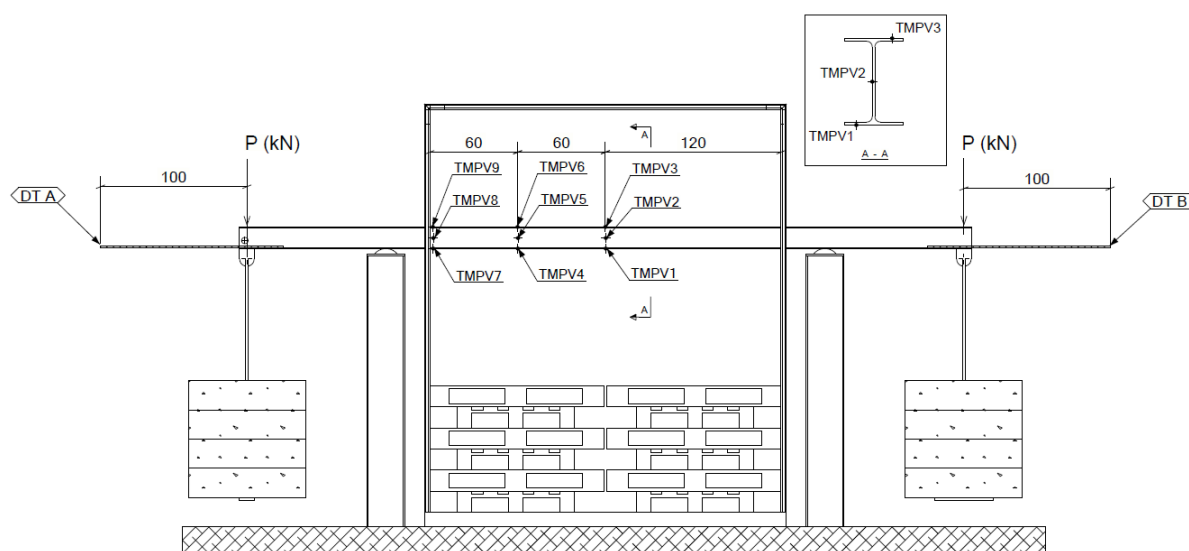 TMPV3
TMPV2
TMPV1
A - A
P (kN)
A
P (kN)
60
60
120
100
TMPV9
TMPV6
TMPV3
100
DT A
TMPV8
TMPV5
TMPV2
DT B
TMPV7
TMPV4
TMPV1
A